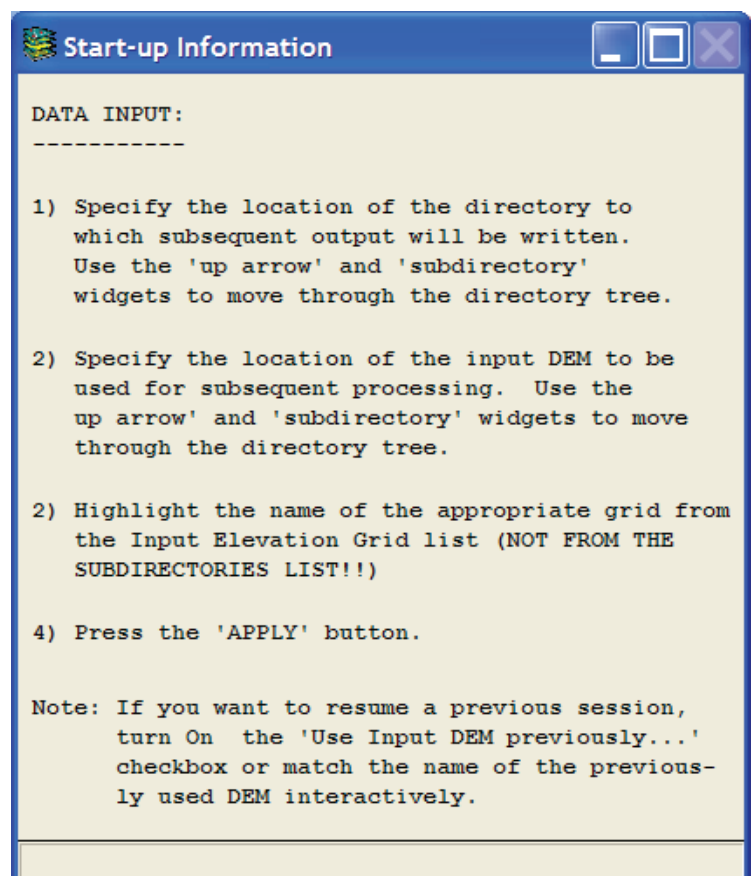 Start-up Information
DATA INPUT:
-----------
1) Specify the location of the directory to
which subsequent output will be written.
Use the 'up arrow' and 'subdirectory'
widgets to move through the directory tree.
2) Specify the location of the input DEM to be
used for subsequent processing.  Use the
up arrow' and 'subdirectory' widgets to move
through the directory tree.
2) Highlight the name of the appropriate grid from
the Input Elevation Grid list (NOT FROM THE
SUBDIRECTORIES LIST!!)
4) Press the 'APPLY' button.
Note: If you want to resume a previous session,
turn On  the 'Use Input DEM previously...'
checkbox or match the name of the previous-
ly used DEM interactively.